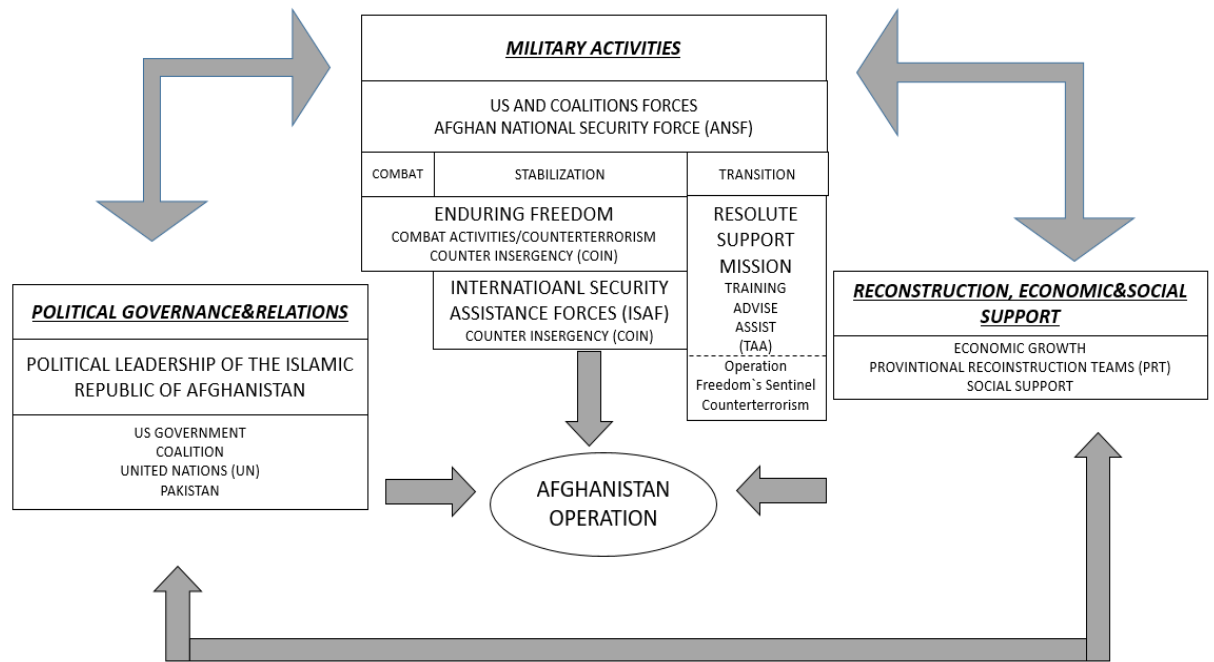 MILITARY ACTIVITIES
US AND COALITIONS FORCES
AFGHAN NATIONAL SECURITY FORCE (ANSF)
COMBAT
STABILIZATION
TRANSITION
ENDURING FREEDOM
COMBAT ACTIVITIES/COUNTERTERRORISM
COUNTER INSERGENCY (COIN)
INTERNATIOANL SECURITY
ASSISTANCE FORCES (ISAF)
COUNTER INSERGENCY (COIN)
RESOLUTE
SUPPORT
MISSION
TRAINING
ADVISE
ASSIST
(TAA)
Operation
Freedom`s Sentinel
Counterterrorism
POLITICAL GOVERNANCE&RELATIONS
POLITICAL LEADERSHIP OF THE ISLAMIC
REPUBLIC OF AFGHANISTAN
US GOVERNMENT
COALITION
UNITED NATIONS (UN)
PAKISTAN
RECONSTRUCTION, ECONOMIC&SOCIAL
SUPPORT
ECONOMIC GROWTH
PROVINTIONAL RECOINSTRUCTION TEAMS (PRT)
SOCIAL SUPPORT
AFGHANISTAN
OPERATION